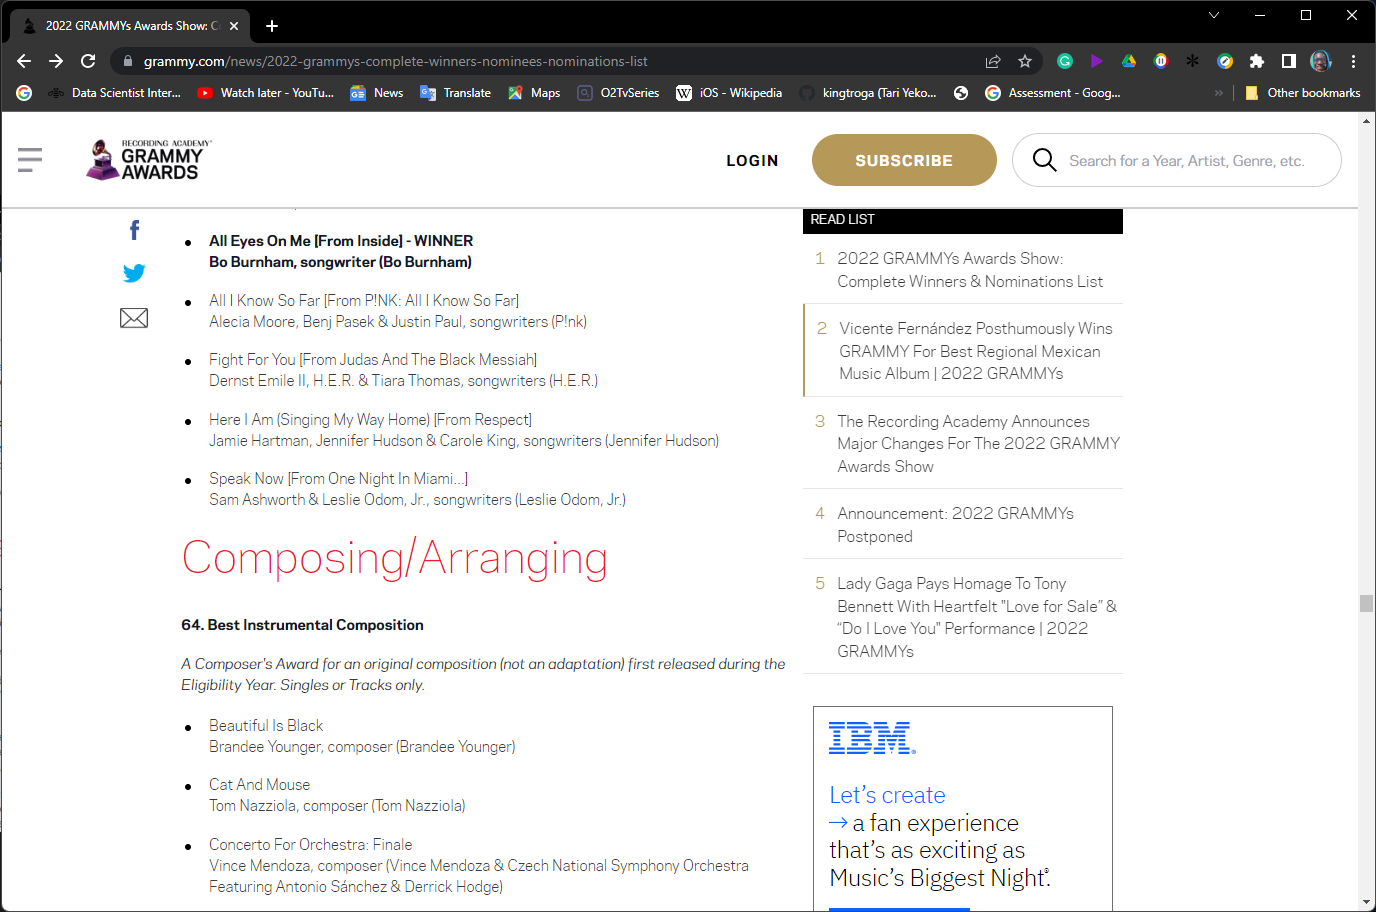 2022 GRAMMYs Awards Show: C
grammy.com/news/2022-grammys-complete-winners-nominees-nominations-list
Data Scientist Inter...
Watch later - YouTu...
News
Translate
Maps
O2TvSeries
iOS - Wikipedia
kingtroga (Tari Yeko...
Assessment - Goog...
Other bookmarks
RECORDING ACADEMY
GRAMMY
AWARDS
LOGIN
SUBSCRIBE
Search for a Year, Artist, Genre, etc.
All Eyes On Me [From Inside] - WINNER
Bo Burnham, songwriter (Bo Burnham)
All I Know So Far [From P!NK: All I Know So Far]
Alecia Moore, Benj Pasek & Justin Paul, songwriters (P!nk)
Fight For You [From Judas And The Black Messiah]
Dernst Emile II, H.E.R. & Tiara Thomas, songwriters (H.E.R.)
Here I Am (Singing My Way Home) [From Respect]
Jamie Hartman, Jennifer Hudson & Carole King, songwriters (Jennifer Hudson)
Speak Now [From One Night In Miami...]
Sam Ashworth & Leslie Odom, Jr., songwriters (Leslie Odom, Jr.)
Composing/Arranging
64. Best Instrumental Composition
A Composer's Award for an original composition (not an adaptation) first released during the
Eligibility Year. Singles or Tracks only.
Beautiful Is Black
Brandee Younger, composer (Brandee Younger)
Cat And Mouse
Tom Nazziola, composer (Tom Nazziola)
Concerto For Orchestra: Finale
Vince Mendoza, composer (Vince Mendoza & Czech National Symphony Orchestra
Featuring Antonio Sánchez & Derrick Hodge)
READ LIST
1 2022 GRAMMYs Awards Show:
Complete Winners & Nominations List
2 Vicente Fernández Posthumously Wins
GRAMMY For Best Regional Mexican
Music Album | 2022 GRAMMYs
3 The Recording Academy Announces
Major Changes For The 2022 GRAMMY
Awards Show
4 Announcement: 2022 GRAMMYs
Postponed
5 Lady Gaga Pays Homage To Tony
Bennett With Heartfelt "Love for Sale" &
"Do I Love You" Performance | 2022
GRAMMYs
IBM®
Let's create
→ a fan experience
that's as exciting as
Music's Biggest Night®.